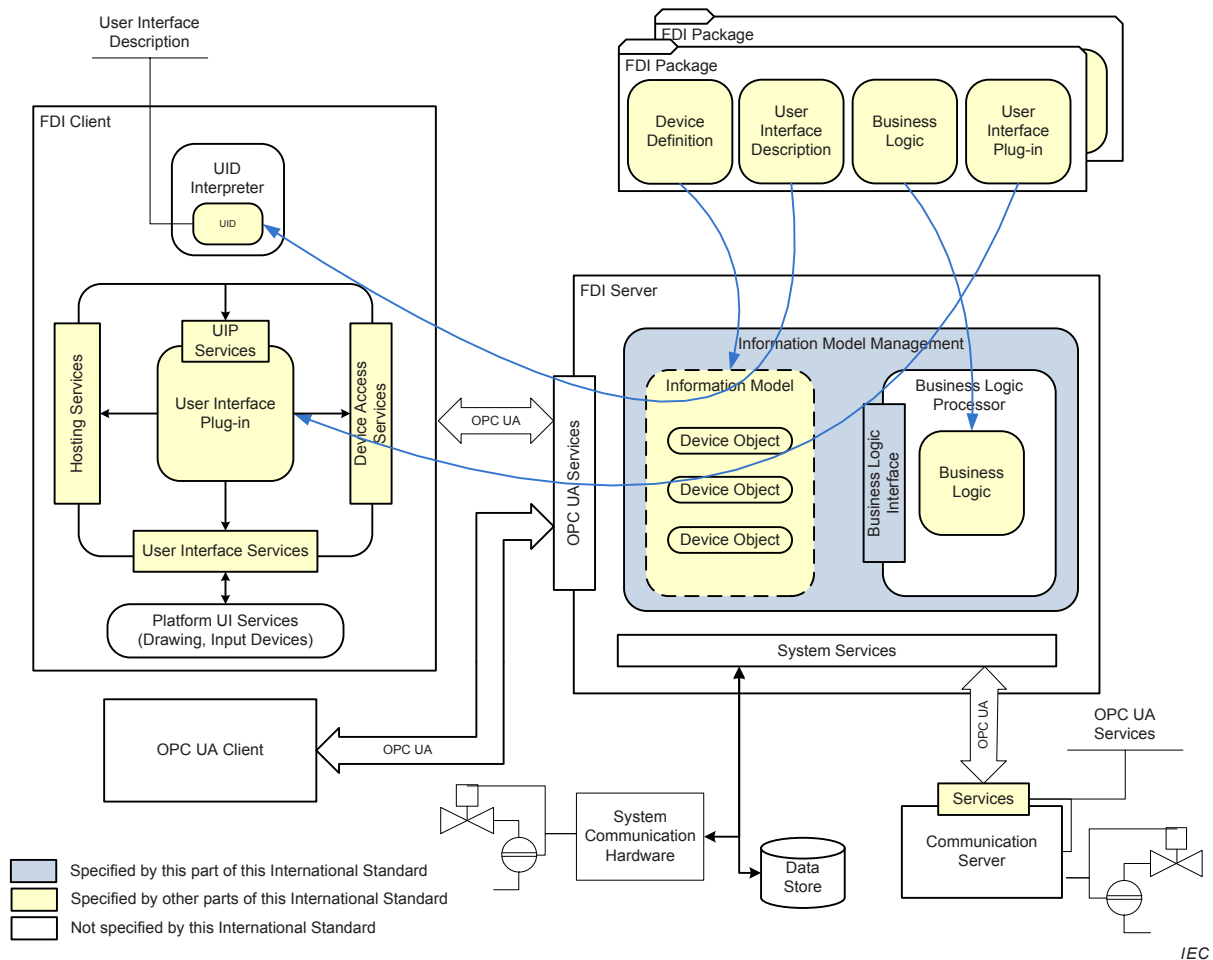 User Interface
Description
FDI Package
FDI Package
Device
Definition
User
Interface
Description
Business
Logic
User
Interface
Plug-in
FDI Client
UID
Interpreter
UID
UIP
Services
Hosting Services
User Interface
Plug-in
Device Access
Services
User Interface Services
Platform UI Services
(Drawing, Input Devices)
OPC UA
FDI Server
OPC UA Services
Information Model Management
Information Model
Device Object
Device Object
Device Object
Business Logic
Processor
Business Logic
Interface
Business
Logic
System Services
OPC UA Client
OPC UA
OPC UA
OPC UA
Services
Services
Communication
Server
System
Communication
Hardware
Data
Store
Specified by this part of this International Standard
Specified by other parts of this International Standard
Not specified by this International Standard
IEC